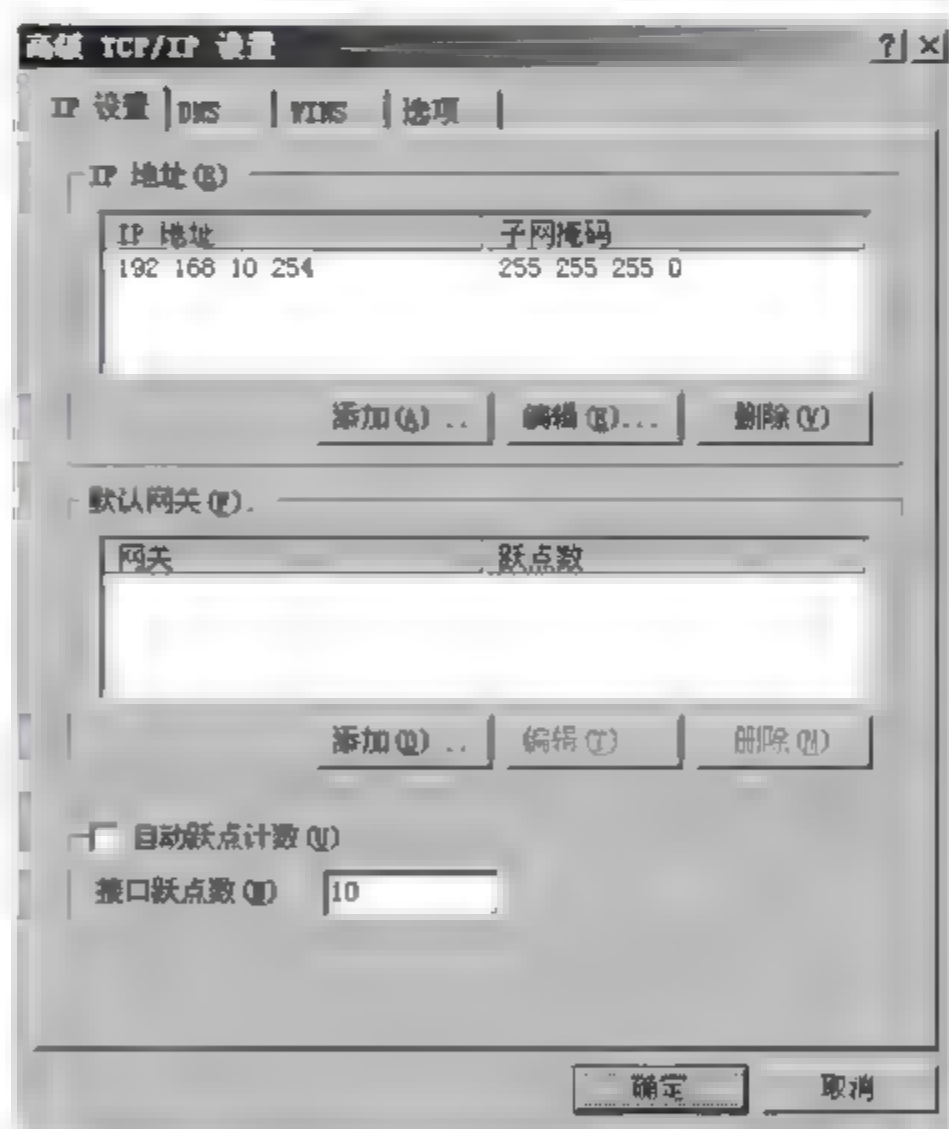 高级 TCP/IP 设置
IP 设置 DNS WINS 选项
IP 地址(R)
IP 地址 子网掩码
192 168 10 254 255 255 255 0
添加(A) .. 编辑(E)... 删除(V)
默认网关(F).
网关 跃点数
添加(D) .. 编辑(T) 删除(M)
自动跃点计数(U)
接口跃点数(N) 10
确定 取消